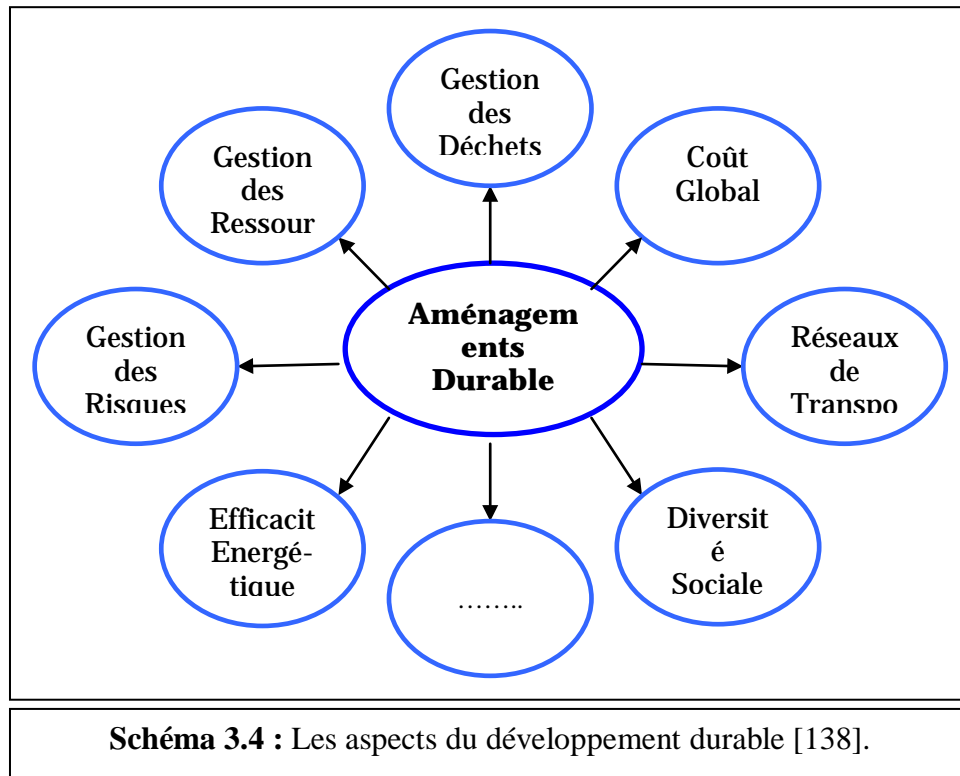 Gestion
des
Déchets
Gestion
des
Ressour
Coût
Global
Gestion
des
Risques
Aménagem
ents
Durable
Réseaux
de
Transpo
Efficacit
Energé-
tique
Diversit
é
Sociale
……..
Schéma 3.4 : Les aspects du développement durable [138].